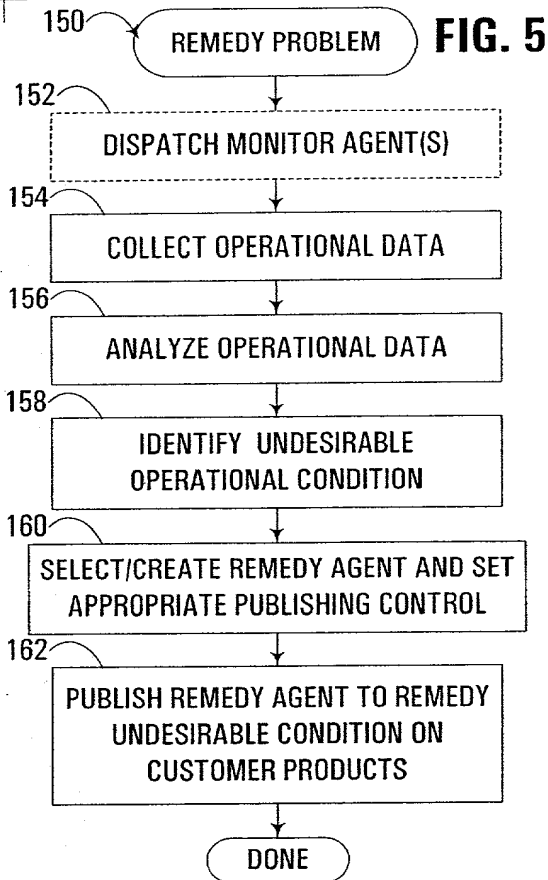 150
REMEDY PROBLEM
FIG. 5
152
DISPATCH MONITOR AGENT(S)
154
COLLECT OPERATIONAL DATA
156
ANALYZE OPERATIONAL DATA
158
IDENTIFY UNDESIRABLE
OPERATIONAL CONDITION
160
SELECT/CREATE REMEDY AGENT AND SET
APPROPRIATE PUBLISHING CONTROL
162
PUBLISH REMEDY AGENT TO REMEDY
UNDESIRABLE CONDITION ON
CUSTOMER PRODUCTS
DONE